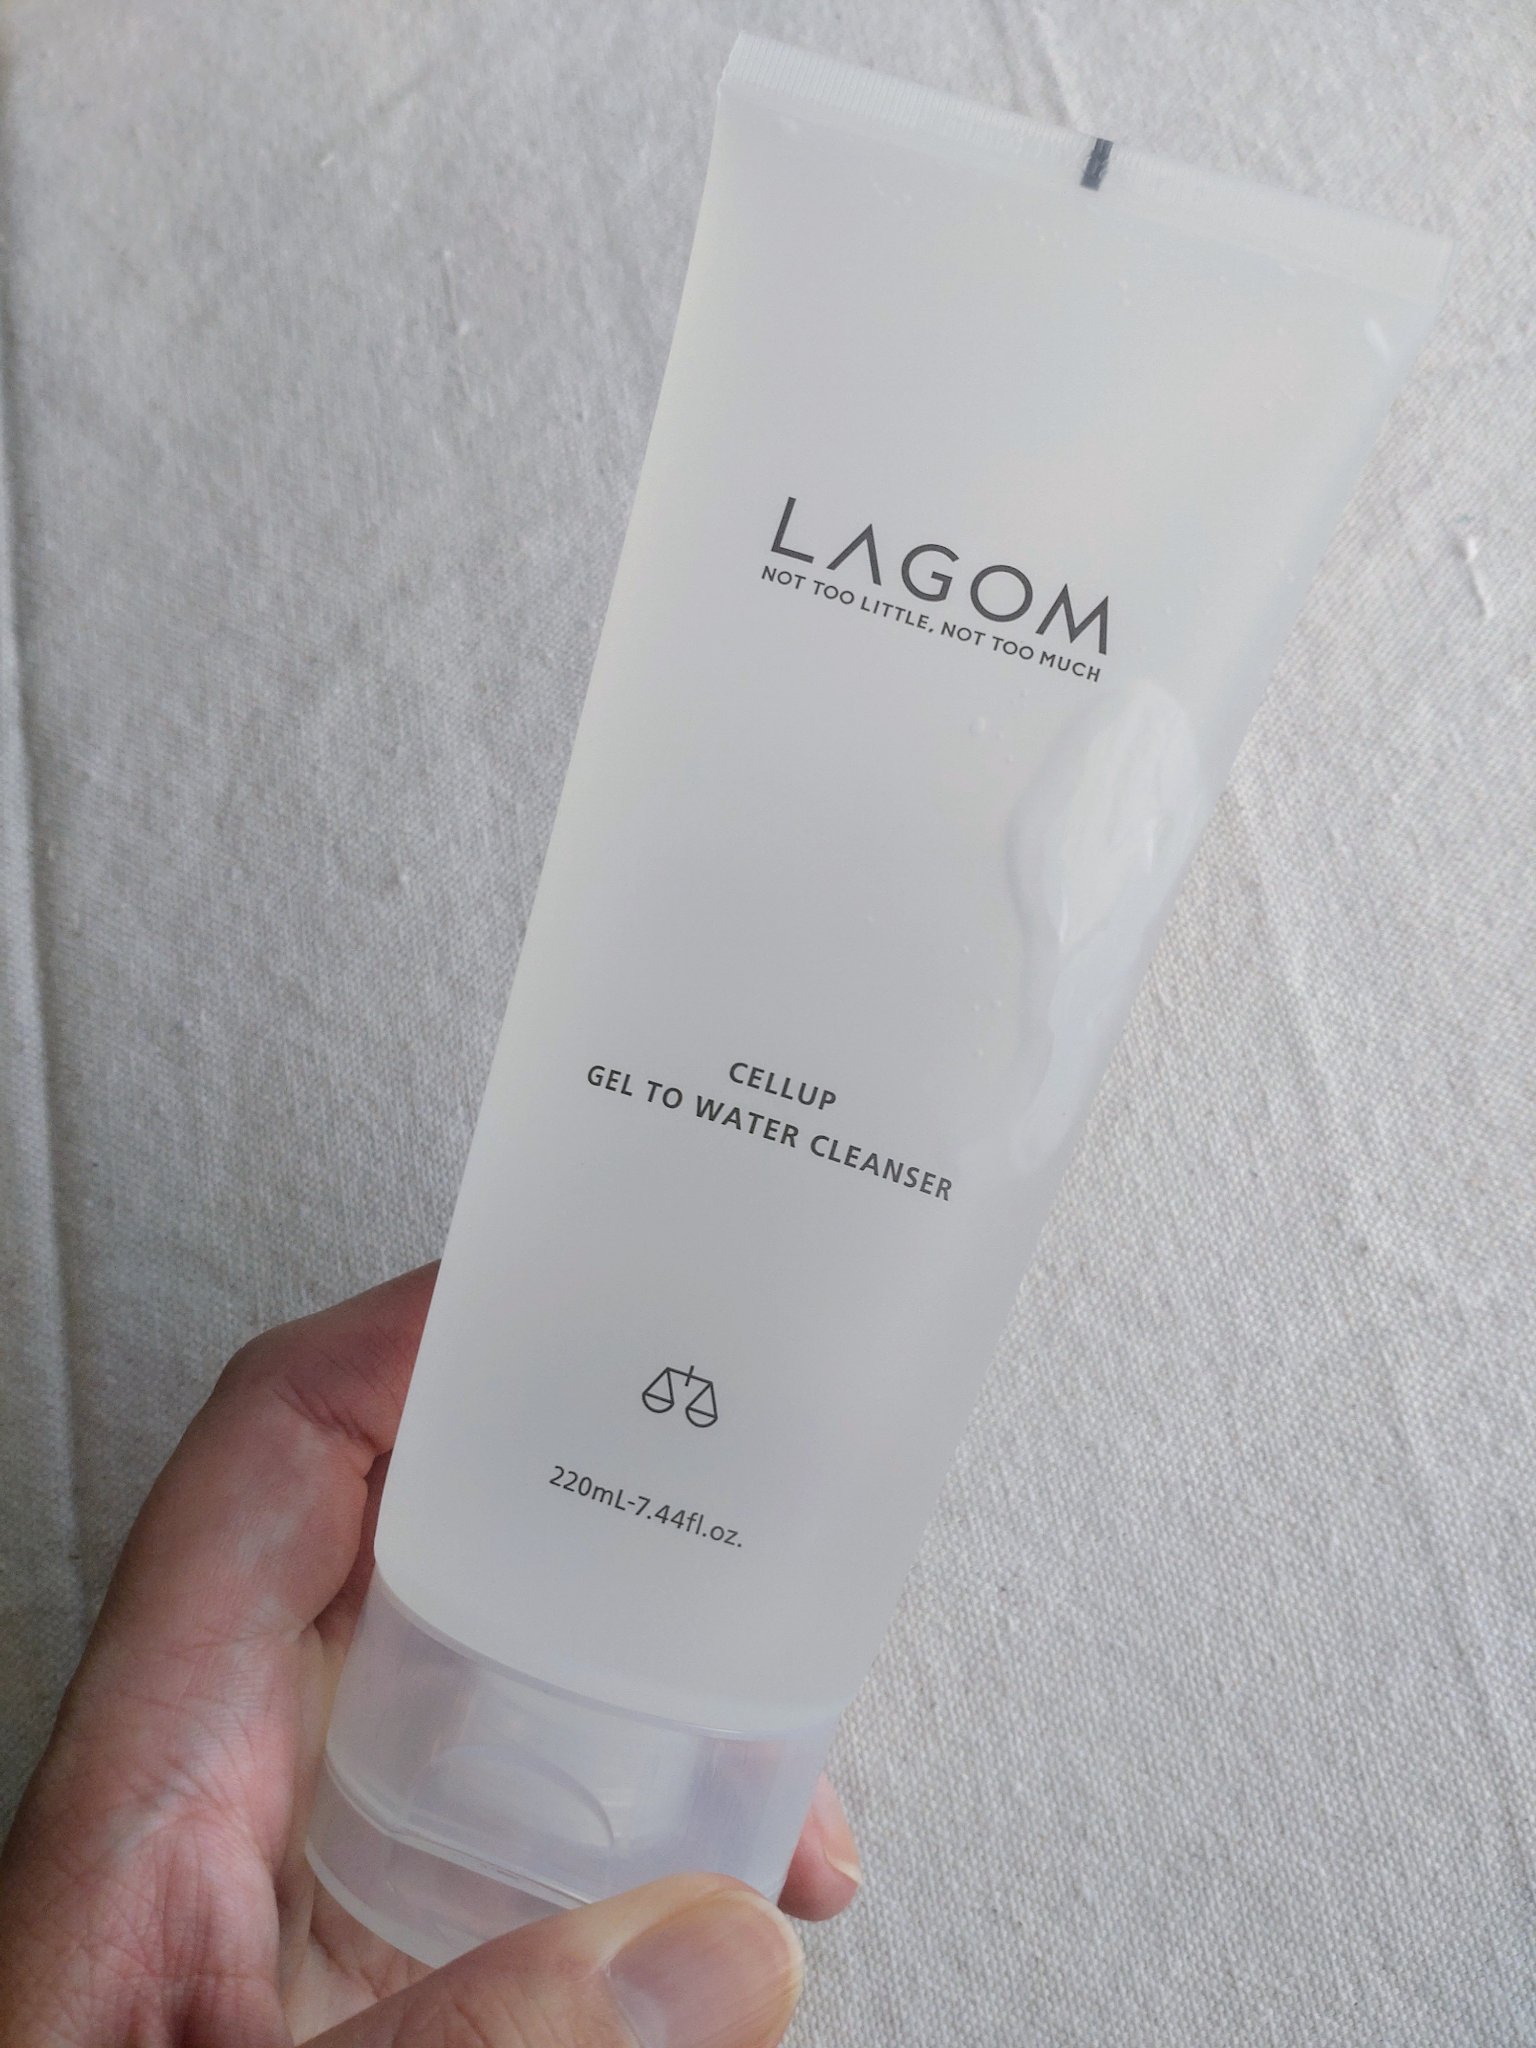 LAGOM
NOT TOO LITTLE, NOT TOO MUCH
CELLUP
GEL TO WATER CLEANSER
220mL-7.44fl.oz.